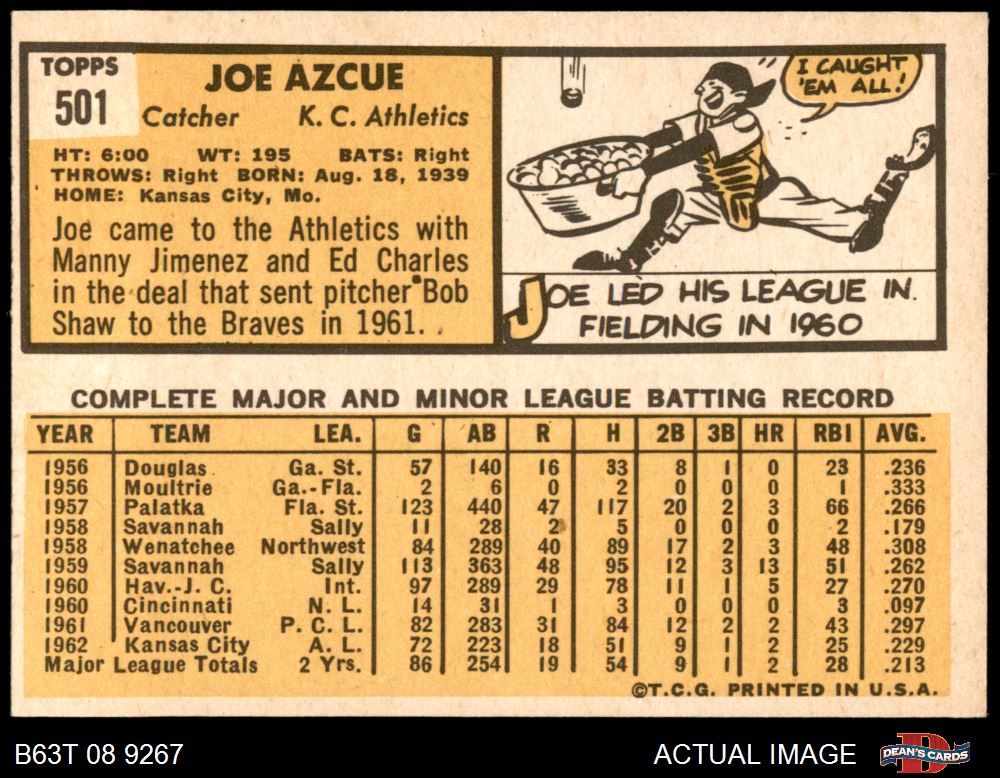 TOPPS
501
JOE AZCUE
Catcher K. C. Athletics
HT: 6:00 WT: 195 BATS: Right
THROWS: Right BORN: Aug. 18, 1939
HOME: Kansas City, Mo.
Joe came to the Athletics with
Manny Jimenez and Ed Charles
in the deal that sent pitcher Bob
Shaw to the Braves in 1961.
I CAUGHT
'EM ALL!
JOE LED HIS LEAGUE IN
FIELDING IN 1960
COMPLETE MAJOR AND MINOR LEAGUE BATTING RECORD
YEAR TEAM LEA. G AB R H 2B 3B HR RBI AVG.
1956 Douglas Ga. St. 57 140 16 33 8 1 0 23 .236
1956 Moultrie Ga.-Fla. 2 6 0 2 0 0 0 1 .333
1957 Palatka Fla. St. 123 440 47 117 20 2 3 66 .266
1958 Savannah Sally 11 28 2 5 0 0 0 2 .179
1958 Wenatchee Northwest 84 289 40 89 17 2 3 48 .308
1959 Savannah Sally 113 363 48 95 12 3 13 51 .262
1960 Hav.-J. C. Int. 97 289 29 78 11 1 5 27 .270
1960 Cincinnati N. L. 14 31 1 3 0 0 0 3 .097
1961 Vancouver P. C. L. 82 283 31 84 12 2 2 43 .297
1962 Kansas City A. L. 72 223 18 51 9 1 2 25 .229
Major League Totals 2 Yrs. 86 254 19 54 9 1 2 28 .213
©T.C.G. PRINTED IN U.S.A.
B63T 08 9267
ACTUAL IMAGE
DEAN'S CARDS